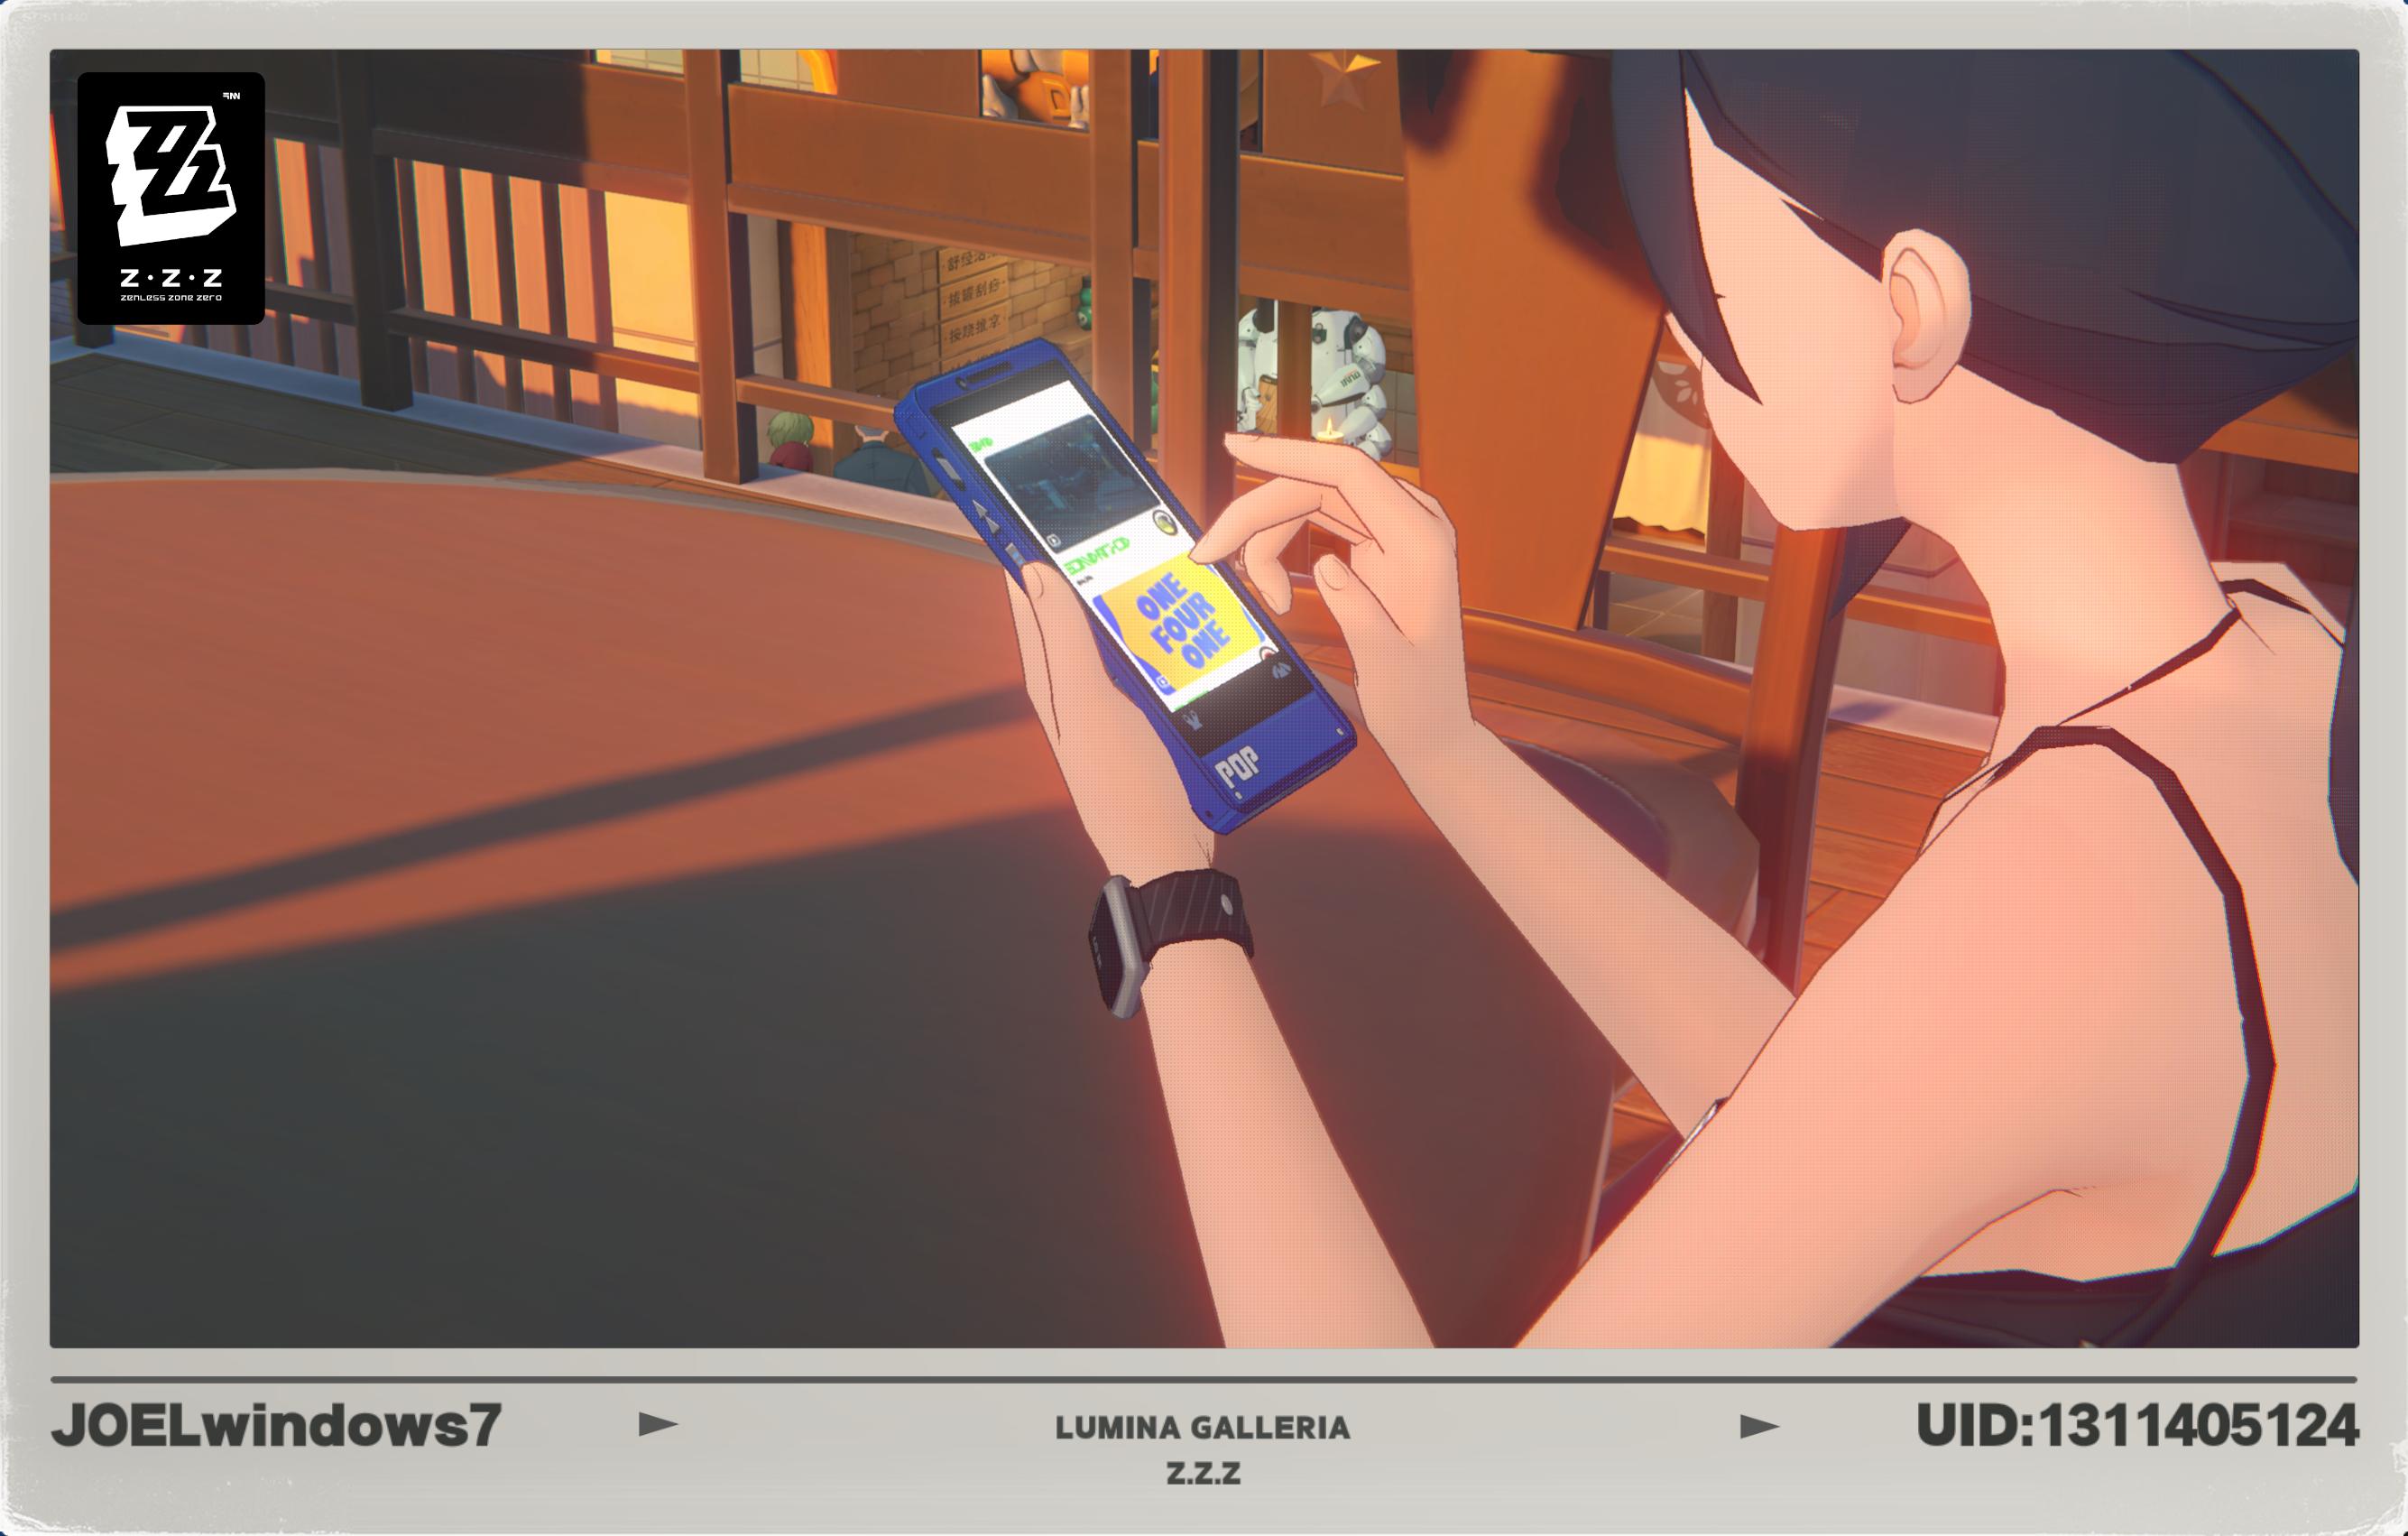 Z·Z·Z
ZENLESS ZONE ZERO
ONE
FOUR
ONE
POP
JOELwindows7
LUMINA GALLERIA
UID:1311405124
Z.Z.Z